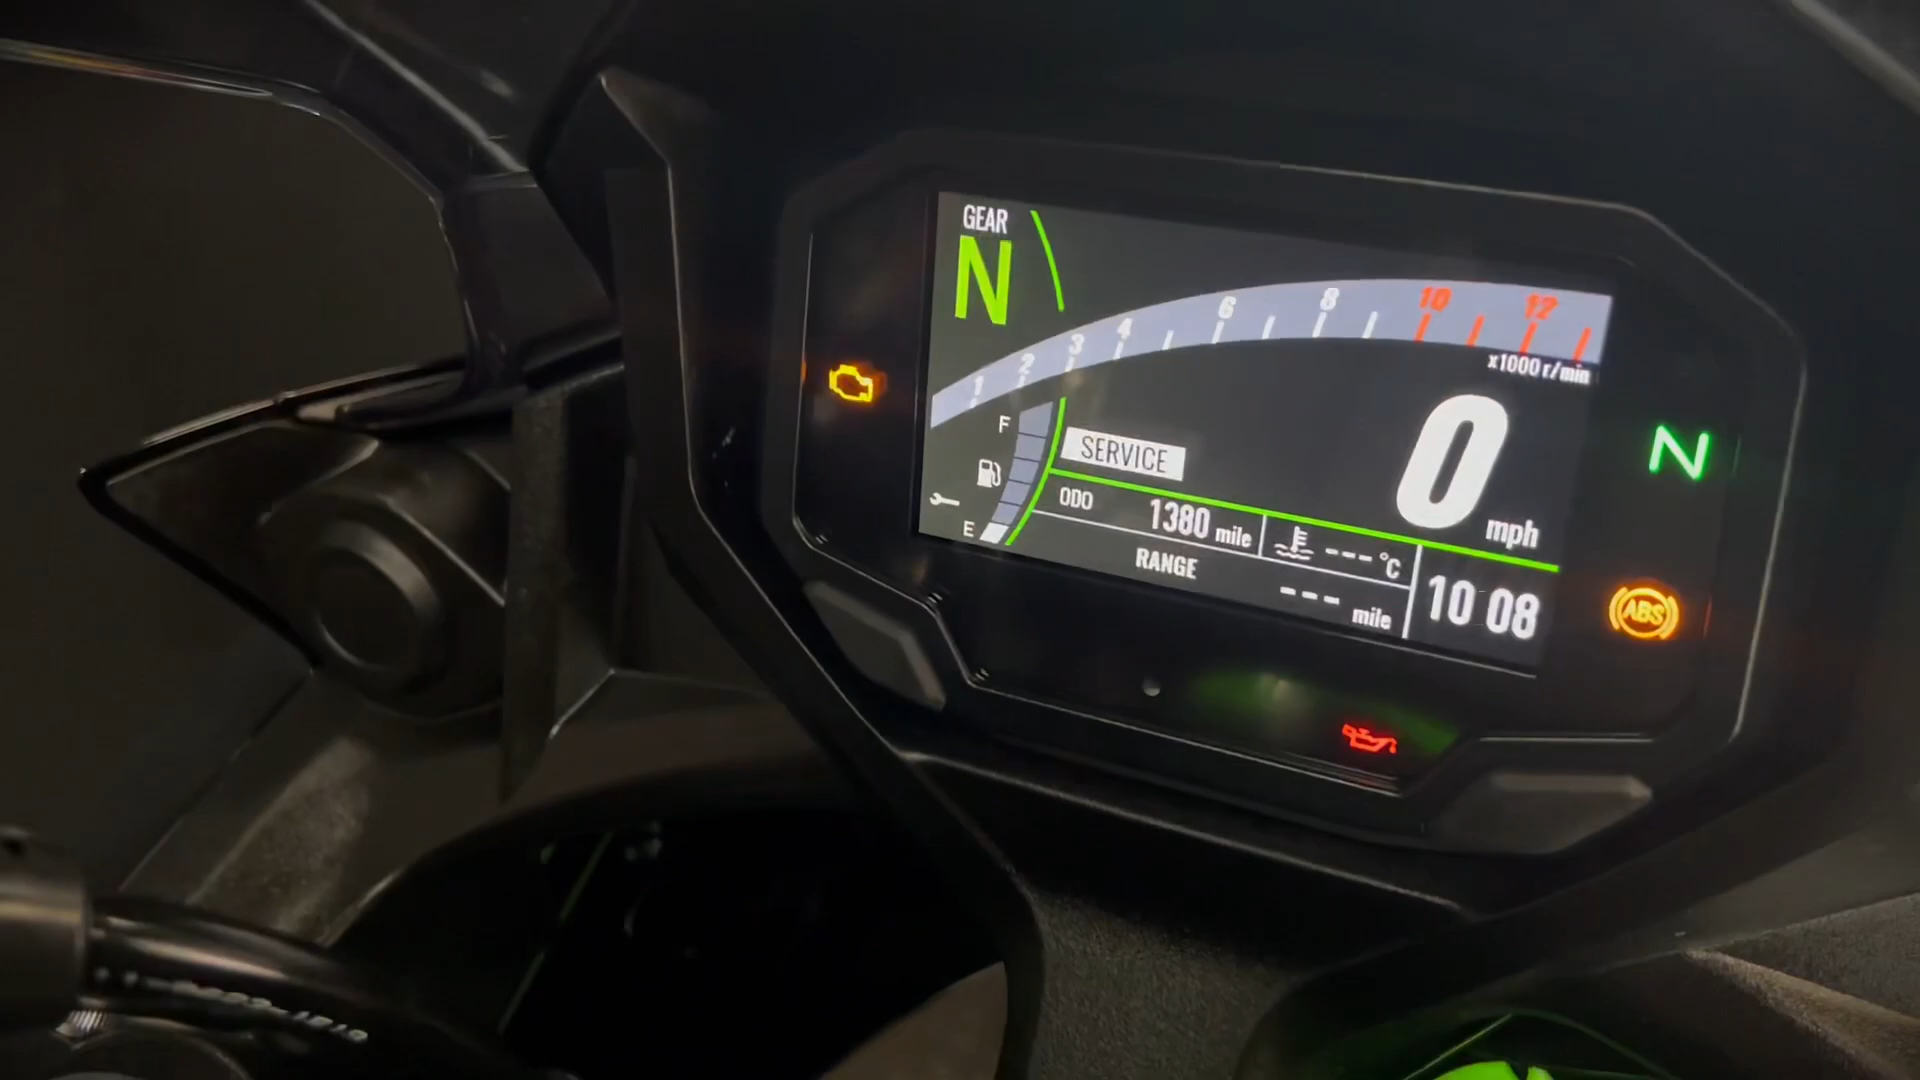 GEAR
N
1 2 3 4 6 8 10 12
x1000 r/min
F
E
SERVICE
0 mph
ODO 1380 mile
--- °C
RANGE
--- mile
10 08
N
ABS